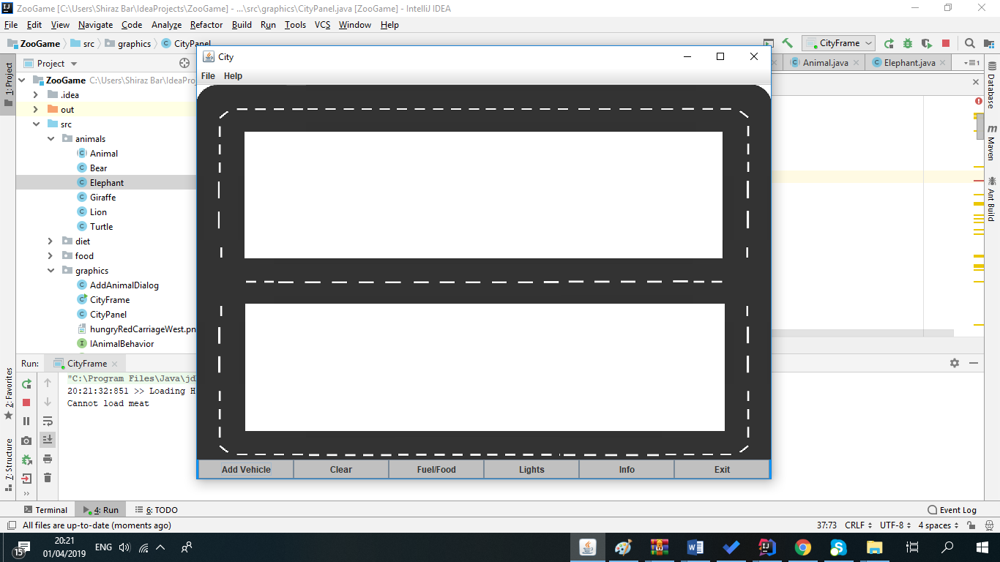 ZooGame [C:\Users\Shiraz Bar\IdeaProjects\ZooGame] - ...\src\graphics\CityPanel.java [ZooGame] - IntelliJ IDEA
File Edit View Navigate Code Analyze Refactor Build Run Tools VCS Window Help
ZooGame src graphics CityPanel CityFrame
1: Project
Project
City
File Help
Animal.java Elephant.java 1
ZooGame C:\Users\Shiraz Bar\IdeaProj
.idea
out
src
animals
Animal
Bear
Elephant
Giraffe
Lion
Turtle
diet
food
graphics
AddAnimalDialog
CityFrame
CityPanel
hungryRedCarriageWest.pn
IAnimalBehavior
Database
m Maven
Ant Build
Run: CityFrame
"C:\Program Files\Java\jd
20:21:32:851 >> Loading H
Cannot load meat
2: Favorites
7: Structure
Add Vehicle Clear Fuel/Food Lights Info Exit
Terminal 4: Run 6: TODO Event Log
All files are up-to-date (moments ago) 37:73 CRLF UTF-8 4 spaces
15 20:21 ENG
01/04/2019